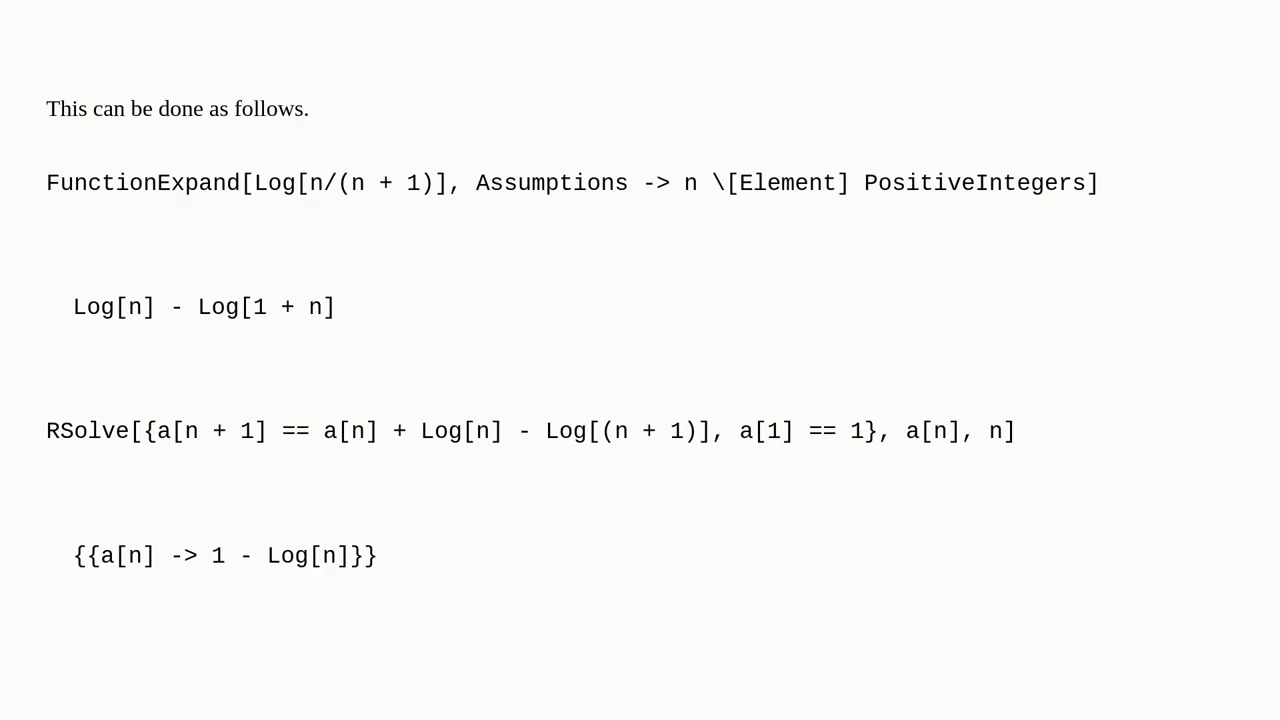 This can be done as follows.
FunctionExpand[Log[n/(n + 1)], Assumptions -> n \[Element] PositiveIntegers]
Log[n] - Log[1 + n]
RSolve[{a[n + 1] == a[n] + Log[n] - Log[(n + 1)], a[1] == 1}, a[n], n]
{{a[n] -> 1 - Log[n]}}